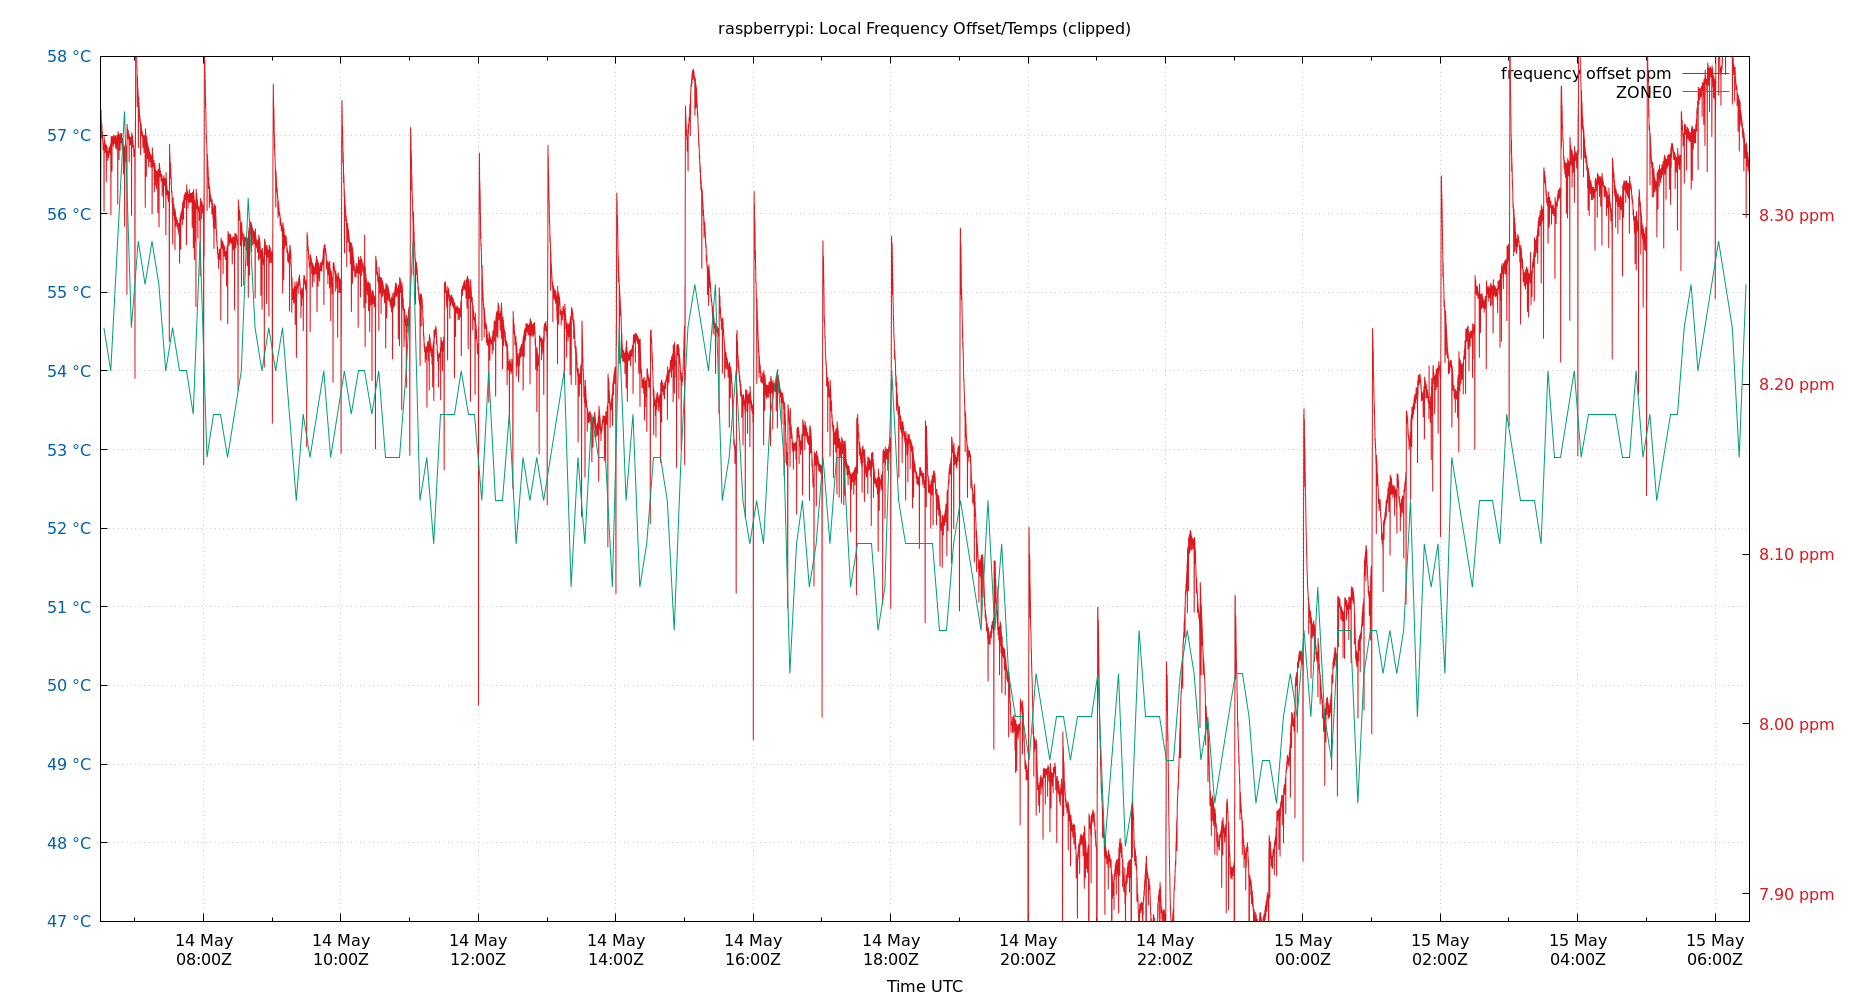 raspberrypi: Local Frequency Offset/Temps (clipped)
58 °C
57 °C
56 °C
55 °C
54 °C
53 °C
52 °C
51 °C
50 °C
49 °C
48 °C
47 °C
frequency offset ppm
ZONE0
8.30 ppm
8.20 ppm
8.10 ppm
8.00 ppm
7.90 ppm
14 May 14 May 14 May 14 May 14 May 14 May 14 May 14 May 15 May 15 May 15 May 15 May
08:00Z 10:00Z 12:00Z 14:00Z 16:00Z 18:00Z 20:00Z 22:00Z 00:00Z 02:00Z 04:00Z 06:00Z
Time UTC